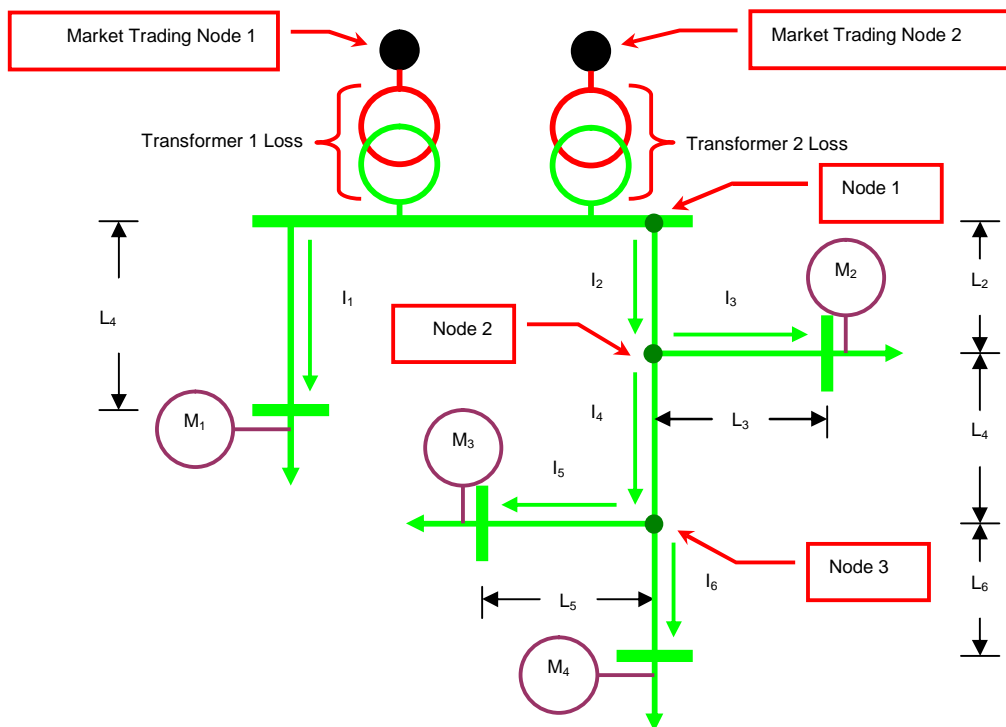 Market Trading Node 1
Market Trading Node 2
Transformer 1 Loss
Transformer 2 Loss
Node 1
L₄
I₁
I₂
I₃
M₂
L₂
Node 2
M₁
M₃
I₄
L₃
L₄
I₅
Node 3
L₅
I₆
L₆
M₄